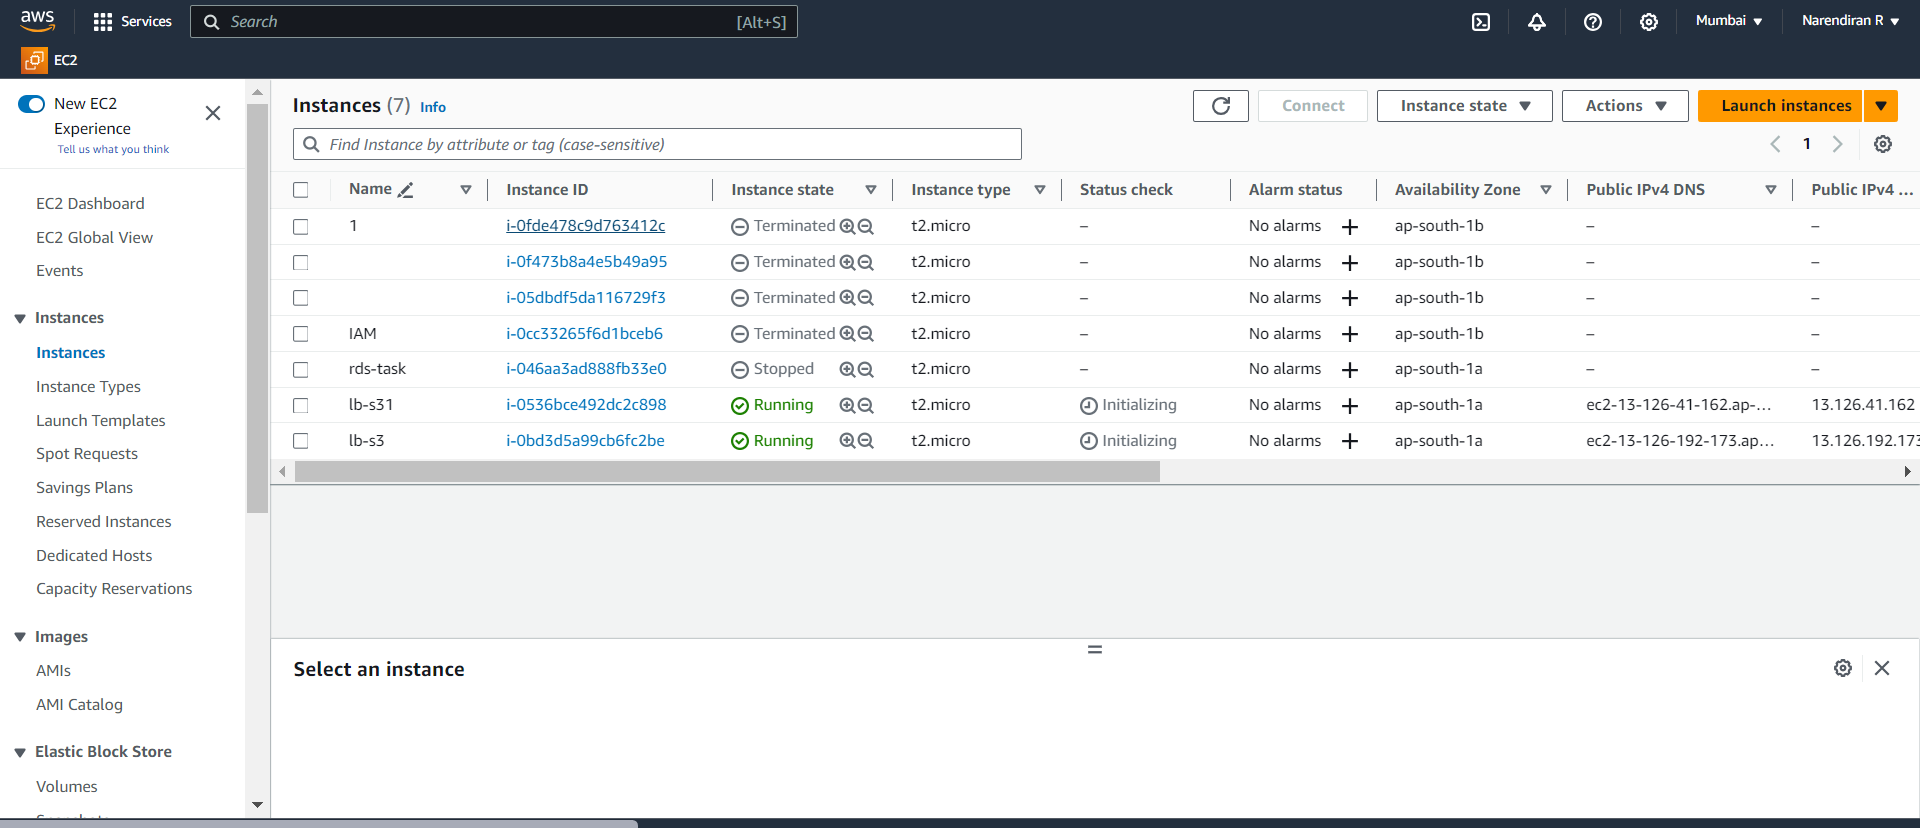 aws
Services
Search
[Alt+S]
Mumbai
Narendiran R
EC2
New EC2
Experience
Tell us what you think
EC2 Dashboard
EC2 Global View
Events
Instances
Instances
Instance Types
Launch Templates
Spot Requests
Savings Plans
Reserved Instances
Dedicated Hosts
Capacity Reservations
Images
AMIs
AMI Catalog
Elastic Block Store
Volumes
Instances (7) Info
Connect
Instance state
Actions
Launch instances
Find Instance by attribute or tag (case-sensitive)
1
Name Instance ID Instance state Instance type Status check Alarm status Availability Zone Public IPv4 DNS Public IPv4 ...
1 i-0fde478c9d763412c Terminated t2.micro – No alarms + ap-south-1b – –
i-0f473b8a4e5b49a95 Terminated t2.micro – No alarms + ap-south-1b – –
i-05dbdf5da116729f3 Terminated t2.micro – No alarms + ap-south-1b – –
IAM i-0cc33265f6d1bceb6 Terminated t2.micro – No alarms + ap-south-1b – –
rds-task i-046aa3ad888fb33e0 Stopped t2.micro – No alarms + ap-south-1a – –
lb-s31 i-0536bce492dc2c898 Running t2.micro Initializing No alarms + ap-south-1a ec2-13-126-41-162.ap-... 13.126.41.162
lb-s3 i-0bd3d5a99cb6fc2be Running t2.micro Initializing No alarms + ap-south-1a ec2-13-126-192-173.ap... 13.126.192.173
Select an instance